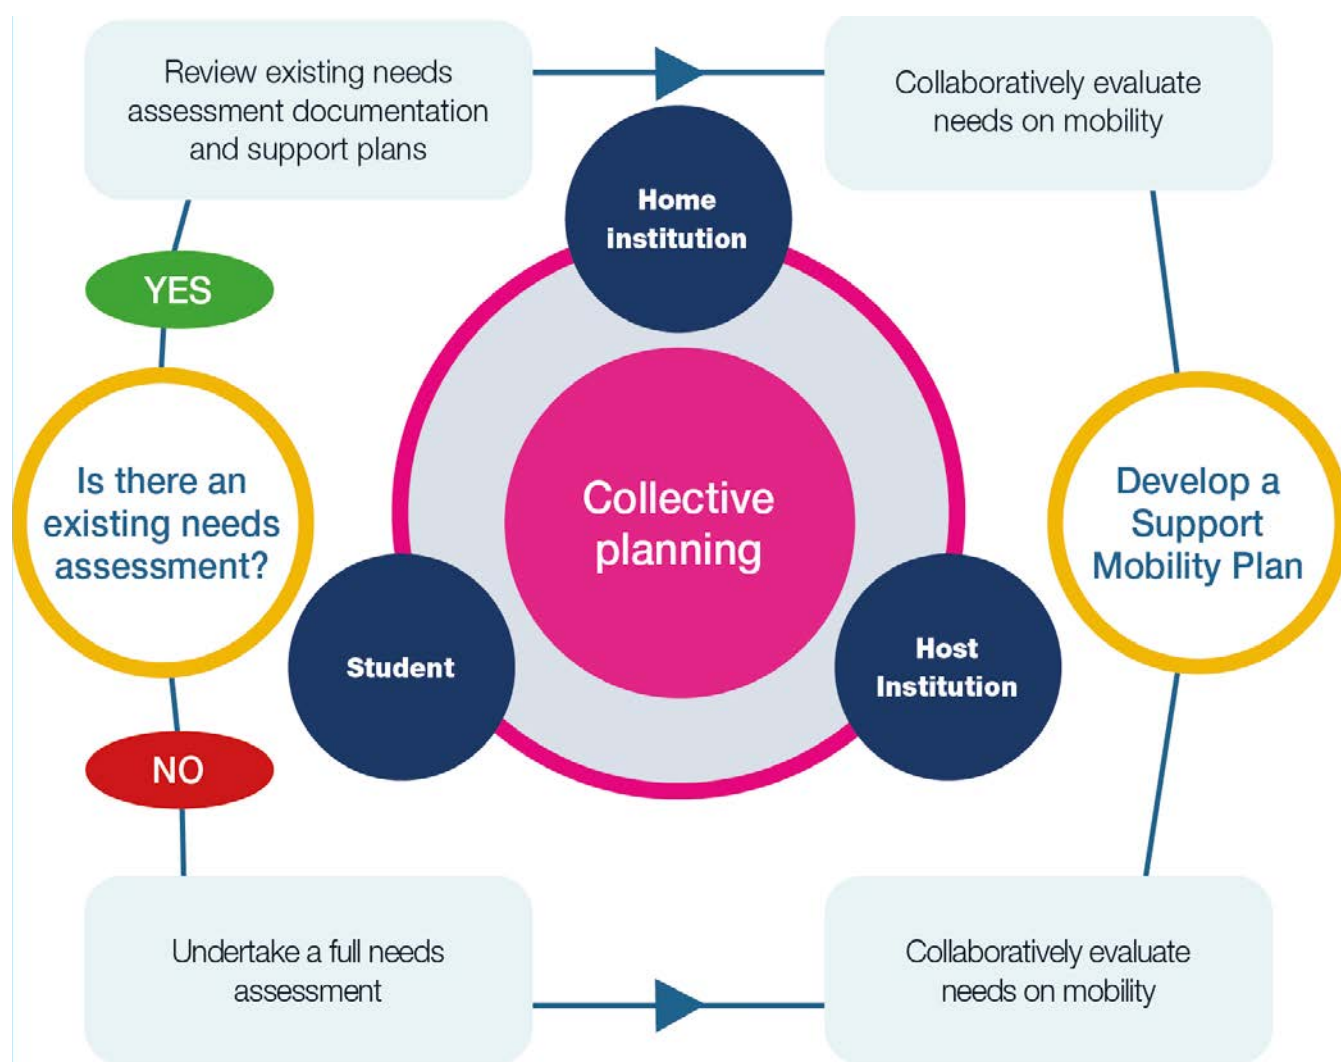 Review existing needs
assessment documentation
and support plans
Collaboratively evaluate
needs on mobility
Home
institution
YES
Is there an
existing needs
assessment?
Collective
planning
Develop a
Support
Mobility Plan
Student
Host
Institution
NO
Undertake a full needs
assessment
Collaboratively evaluate
needs on mobility